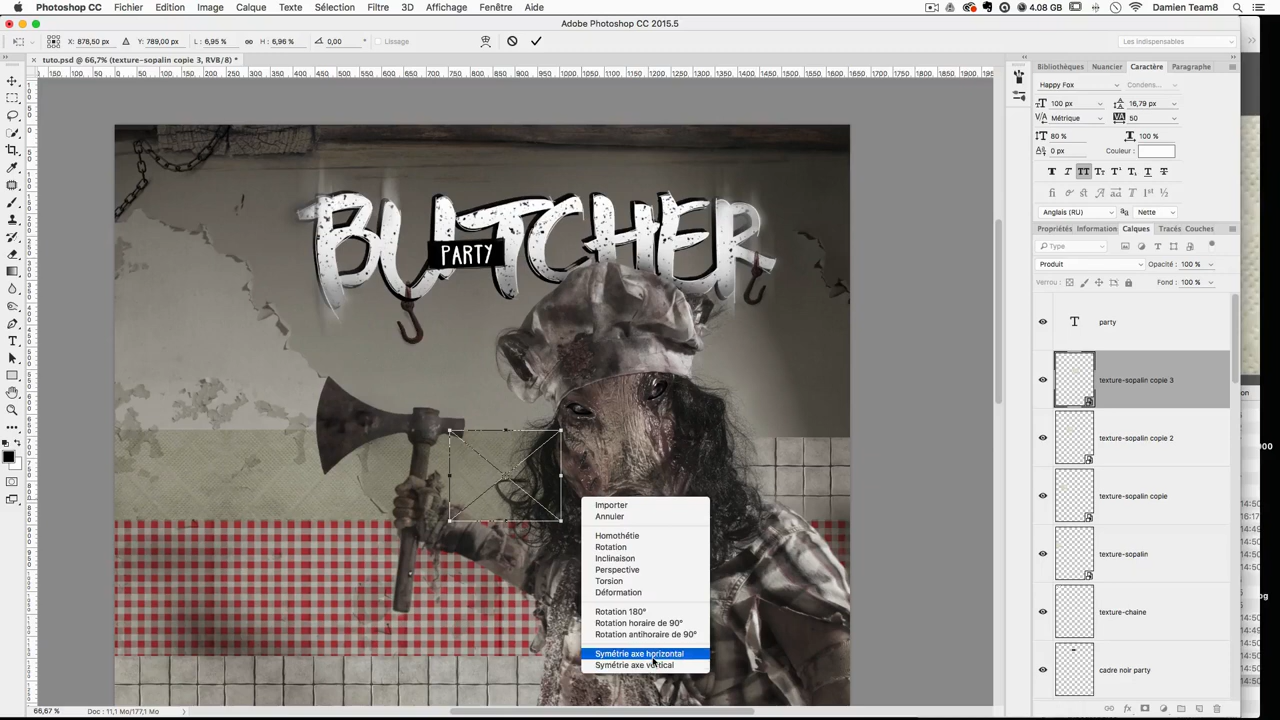 Photoshop CC Fichier Edition Image Calque Texte Sélection Filtre 3D Affichage Fenêtre Aide 4.08 GB Damien Team8
Adobe Photoshop CC 2015.5
X: 878,50 px Y: 789,00 px L: 6,95 % H: 6,96 % 0,00 ° Lissage Les indispensables
× tuto.psd @ 66,7% (texture-sopalin copie 3, RVB/8) *
Bibliothèques Nuancier Caractère Paragraphe
Happy Fox Condens...
100 px 16,79 px
Métrique 50
80 % 100 %
0 px Couleur :
Anglais (RU) Nette
Propriétés Information Calques Tracés Couches
Type
Produit Opacité : 100 %
Verrou : Fond : 100 %
BUTCHER
PARTY
party
texture-sopalin copie 3
texture-sopalin copie 2
texture-sopalin copie
texture-sopalin
texture-chaine
cadre noir party
Importer
Annuler
Homothétie
Rotation
Inclinaison
Perspective
Torsion
Déformation
Rotation 180°
Rotation horaire de 90°
Rotation antihoraire de 90°
Symétrie axe horizontal
Symétrie axe vertical
66,67 % Doc : 11,1 Mo/177,1 Mo